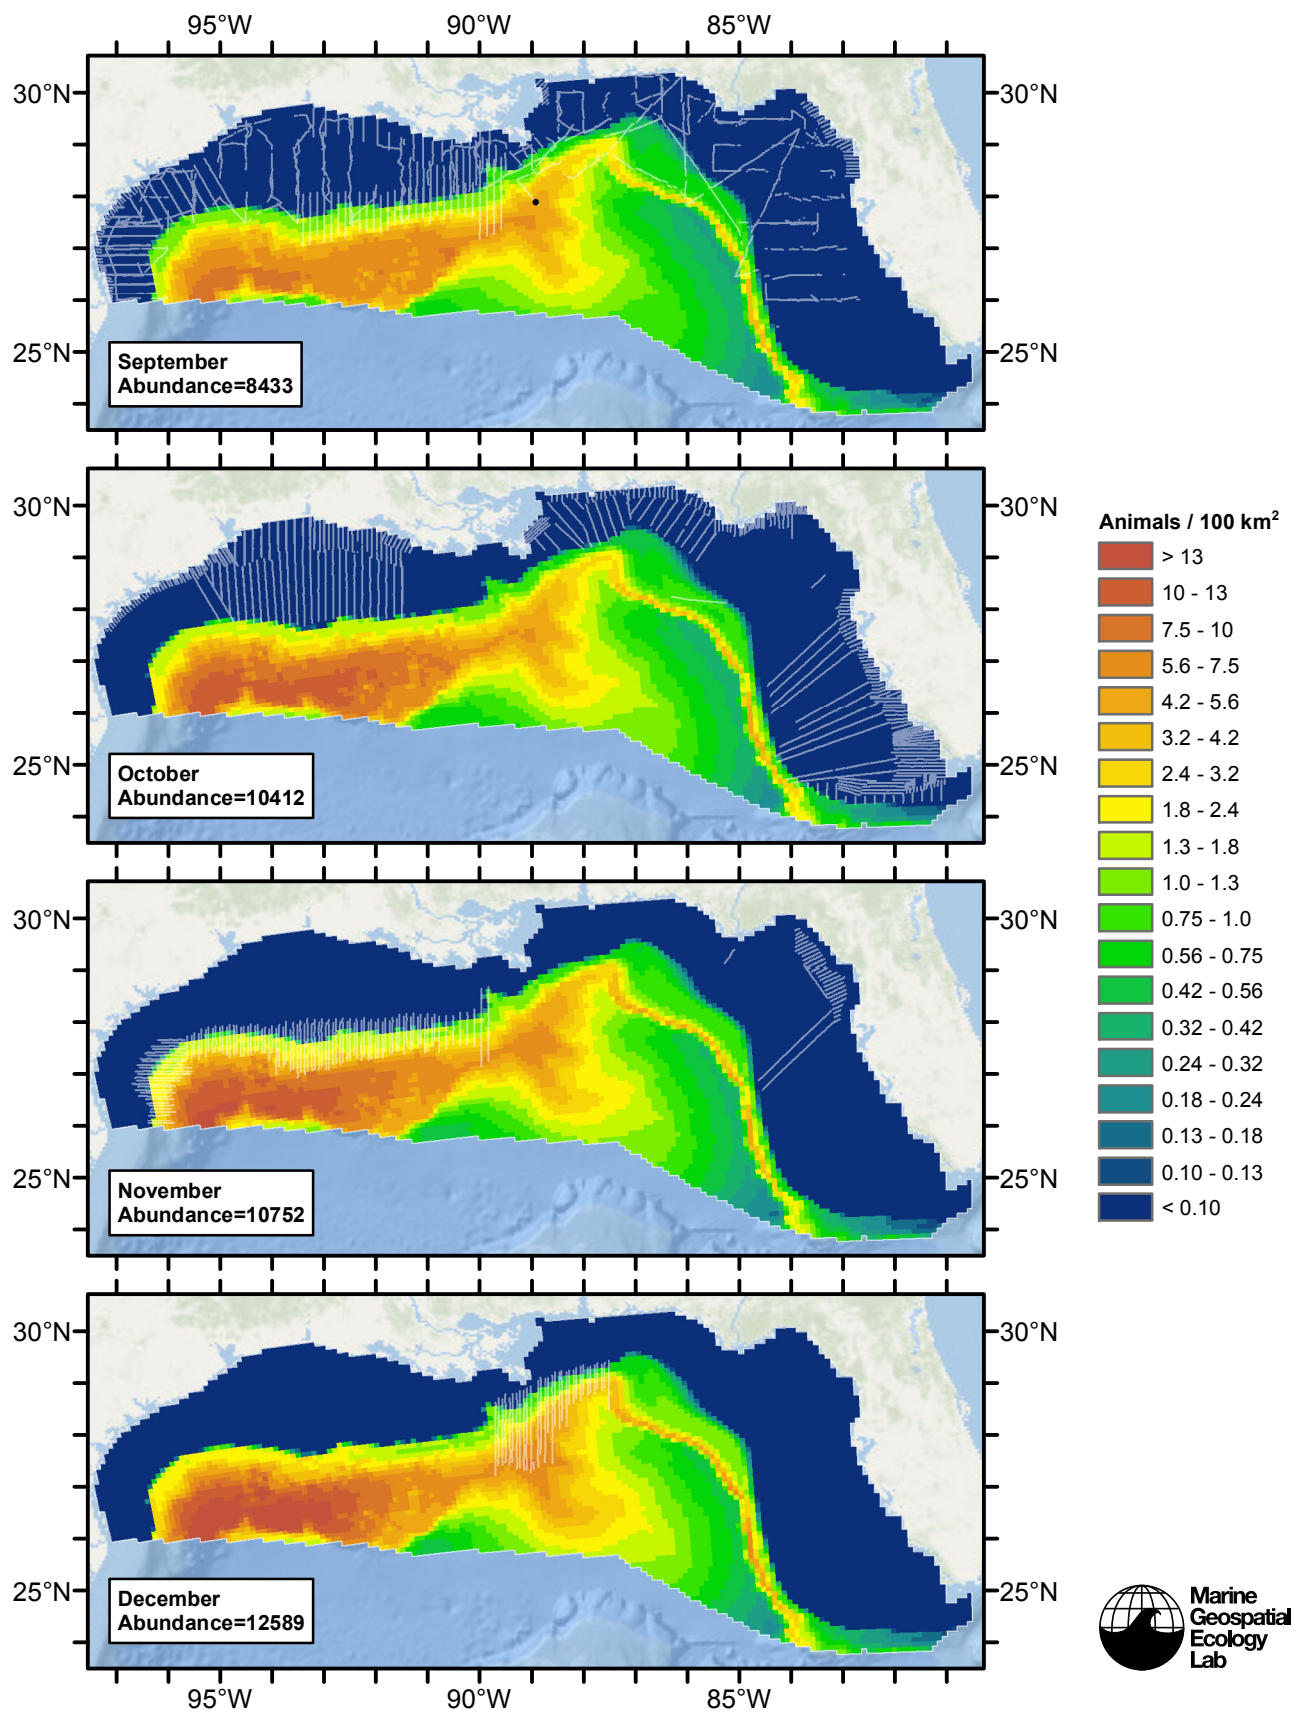 95°W 90°W 85°W
30°N 30°N
25°N 25°N
September
Abundance=8433
30°N 30°N
25°N 25°N
October
Abundance=10412
30°N 30°N
25°N 25°N
November
Abundance=10752
30°N 30°N
25°N 25°N
December
Abundance=12589
95°W 90°W 85°W
Animals / 100 km²
> 13
10 - 13
7.5 - 10
5.6 - 7.5
4.2 - 5.6
3.2 - 4.2
2.4 - 3.2
1.8 - 2.4
1.3 - 1.8
1.0 - 1.3
0.75 - 1.0
0.56 - 0.75
0.42 - 0.56
0.32 - 0.42
0.24 - 0.32
0.18 - 0.24
0.13 - 0.18
0.10 - 0.13
< 0.10
Marine
Geospatial
Ecology
Lab